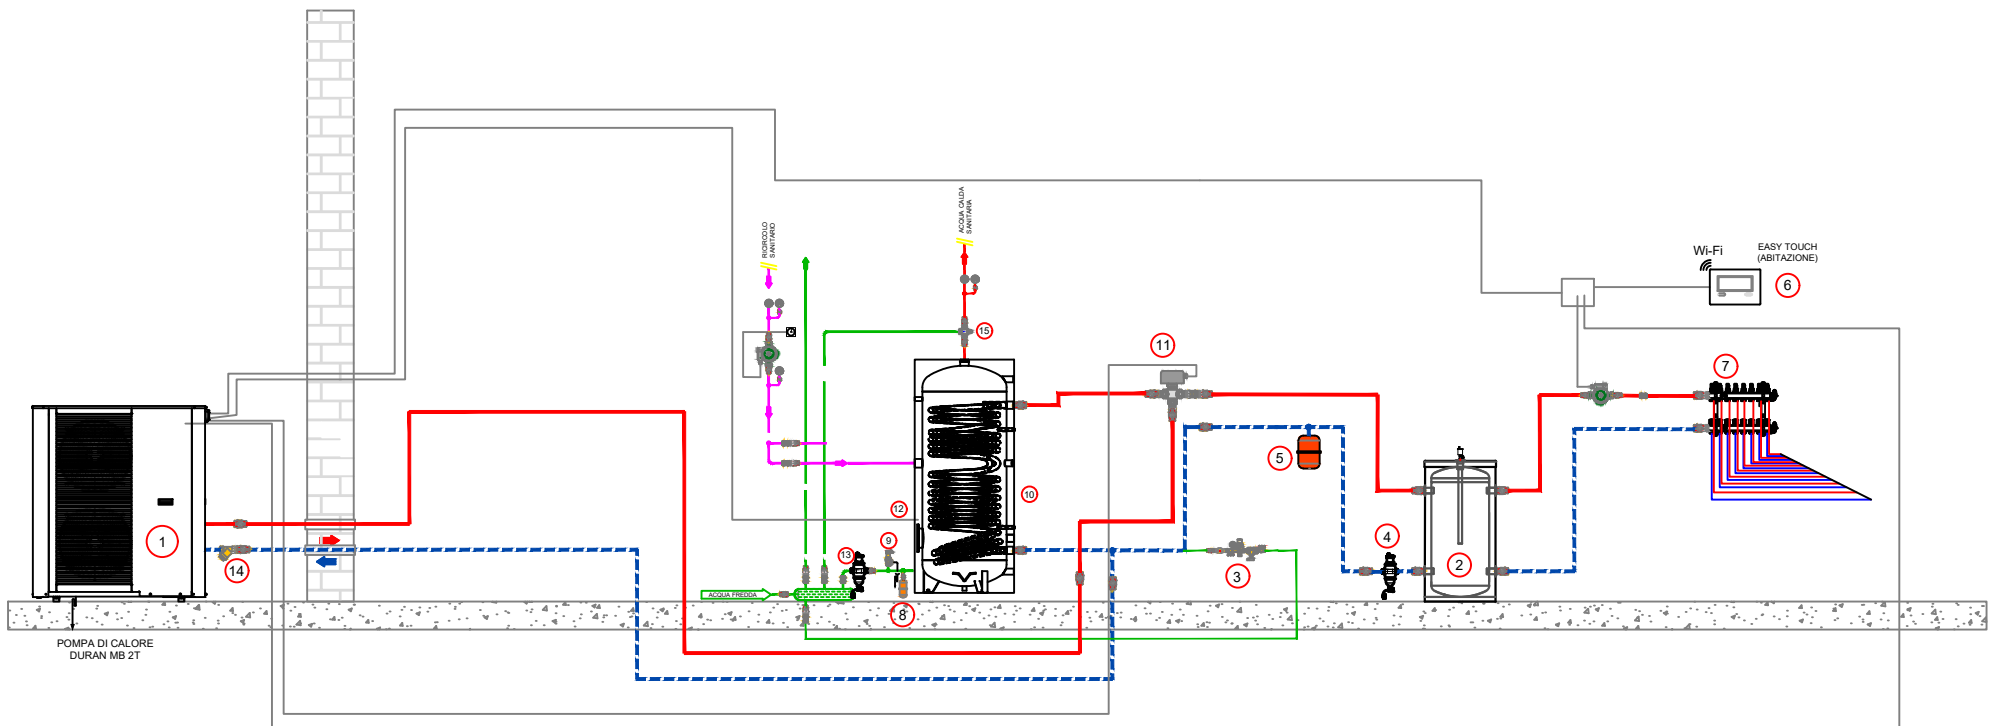 RICIRCOLO
SANITARIO
ACQUA CALDA
SANITARIA
Wi-Fi
EASY TOUCH
(ABITAZIONE)
6
15
11
7
5
10
12
1
14
13
9
4
3
2
ACQUA FREDDA
8
POMPA DI CALORE
DURAN MB 2T